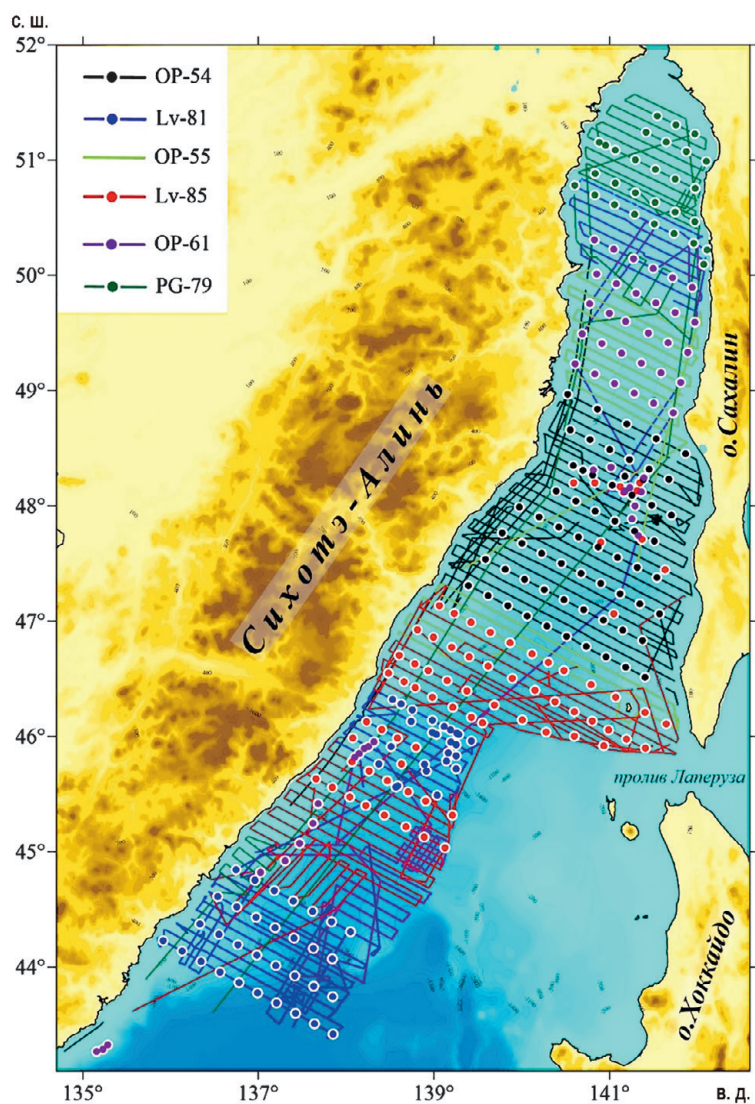 с. ш.
52°
51°
50°
49°
48°
47°
46°
45°
44°
OP-54
Lv-81
OP-55
Lv-85
OP-61
PG-79
Сихотэ-Алинь
о.Сахалин
пролив Лаперуза
о.Хоккайдо
135° 137° 139° 141° в. д.